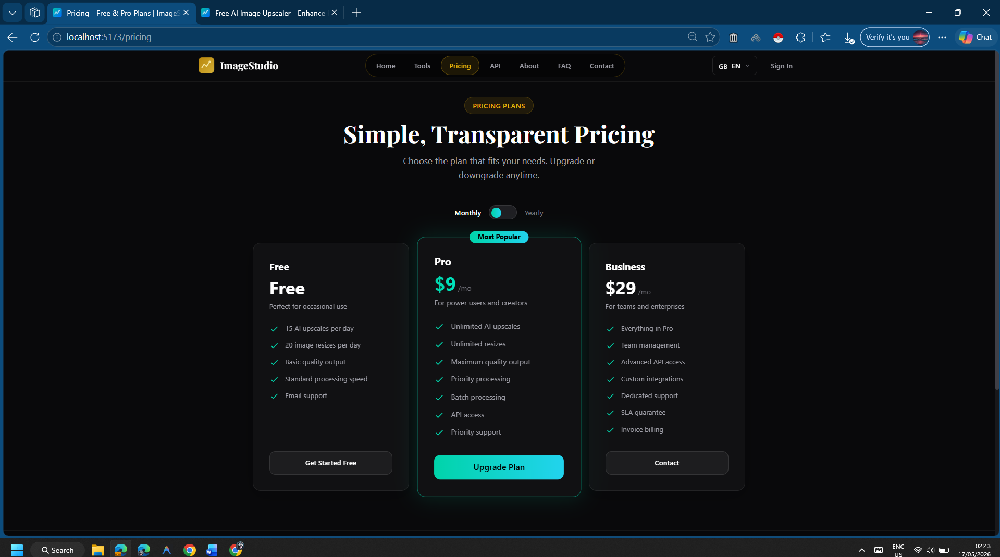 Pricing - Free & Pro Plans | ImageS
Free AI Image Upscaler - Enhance
localhost:5173/pricing
Verify it's you
Chat
ImageStudio
Home
Tools
Pricing
API
About
FAQ
Contact
GB EN
Sign In
PRICING PLANS
Simple, Transparent Pricing
Choose the plan that fits your needs. Upgrade or
downgrade anytime.
Monthly
Yearly
Free
Free
Perfect for occasional use
15 AI upscales per day
20 image resizes per day
Basic quality output
Standard processing speed
Email support
Get Started Free
Most Popular
Pro
$9 /mo
For power users and creators
Unlimited AI upscales
Unlimited resizes
Maximum quality output
Priority processing
Batch processing
API access
Priority support
Upgrade Plan
Business
$29 /mo
For teams and enterprises
Everything in Pro
Team management
Advanced API access
Custom integrations
Dedicated support
SLA guarantee
Invoice billing
Contact
Search
ENG
US
02:43
17/05/2026